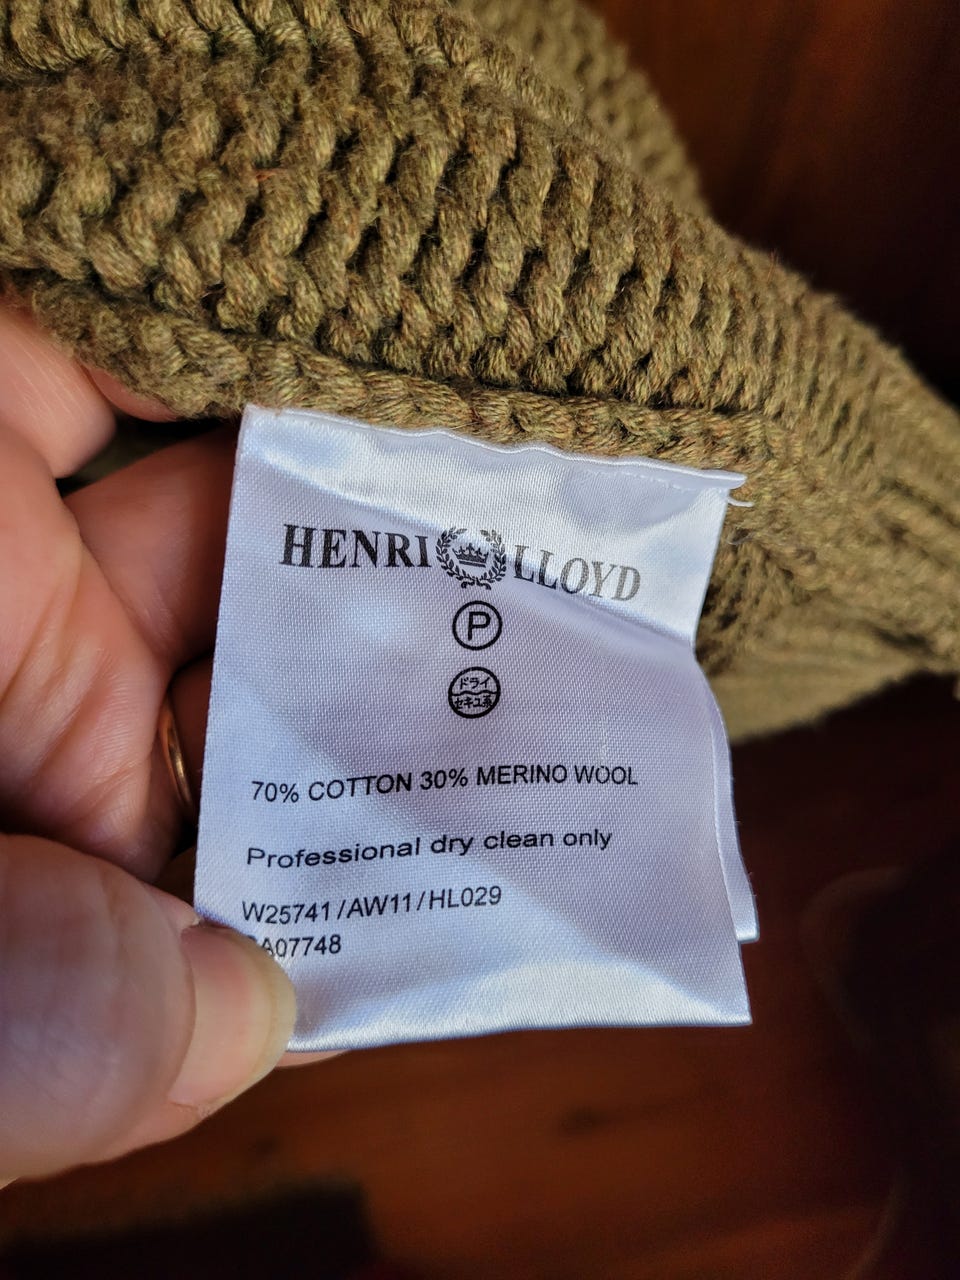 HENRI LLOYD
P
ドライ
セキユ系
70% COTTON 30% MERINO WOOL
Professional dry clean only
W25741/AW11/HL029
A07748